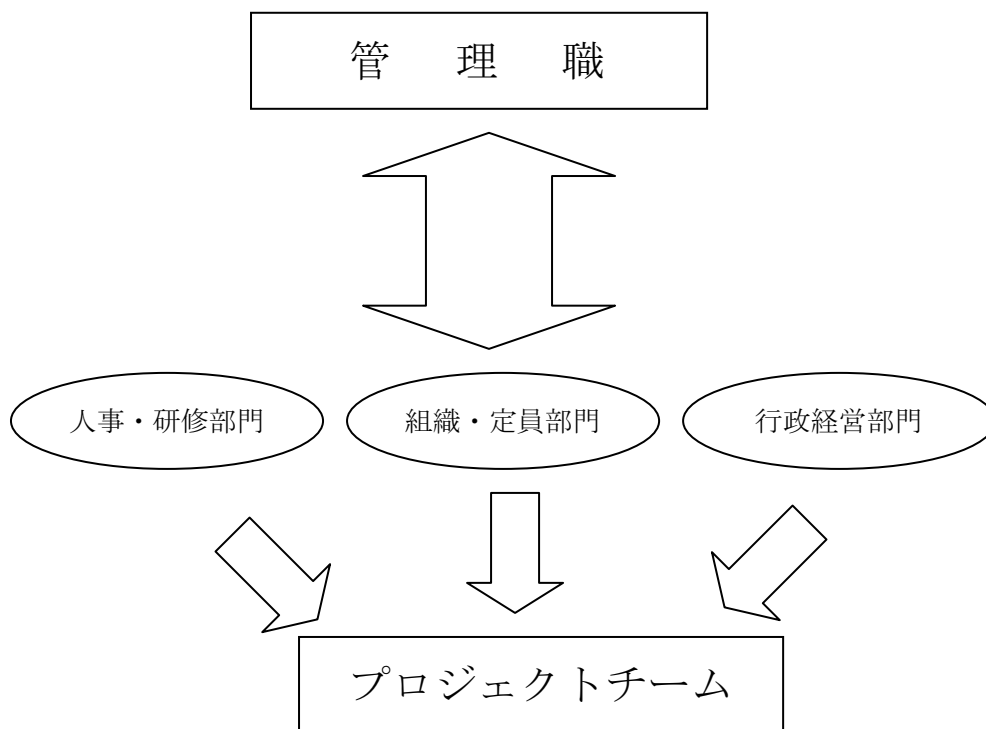 管理職
人事・研修部門
組織・定員部門
行政経営部門
プロジェクトチーム